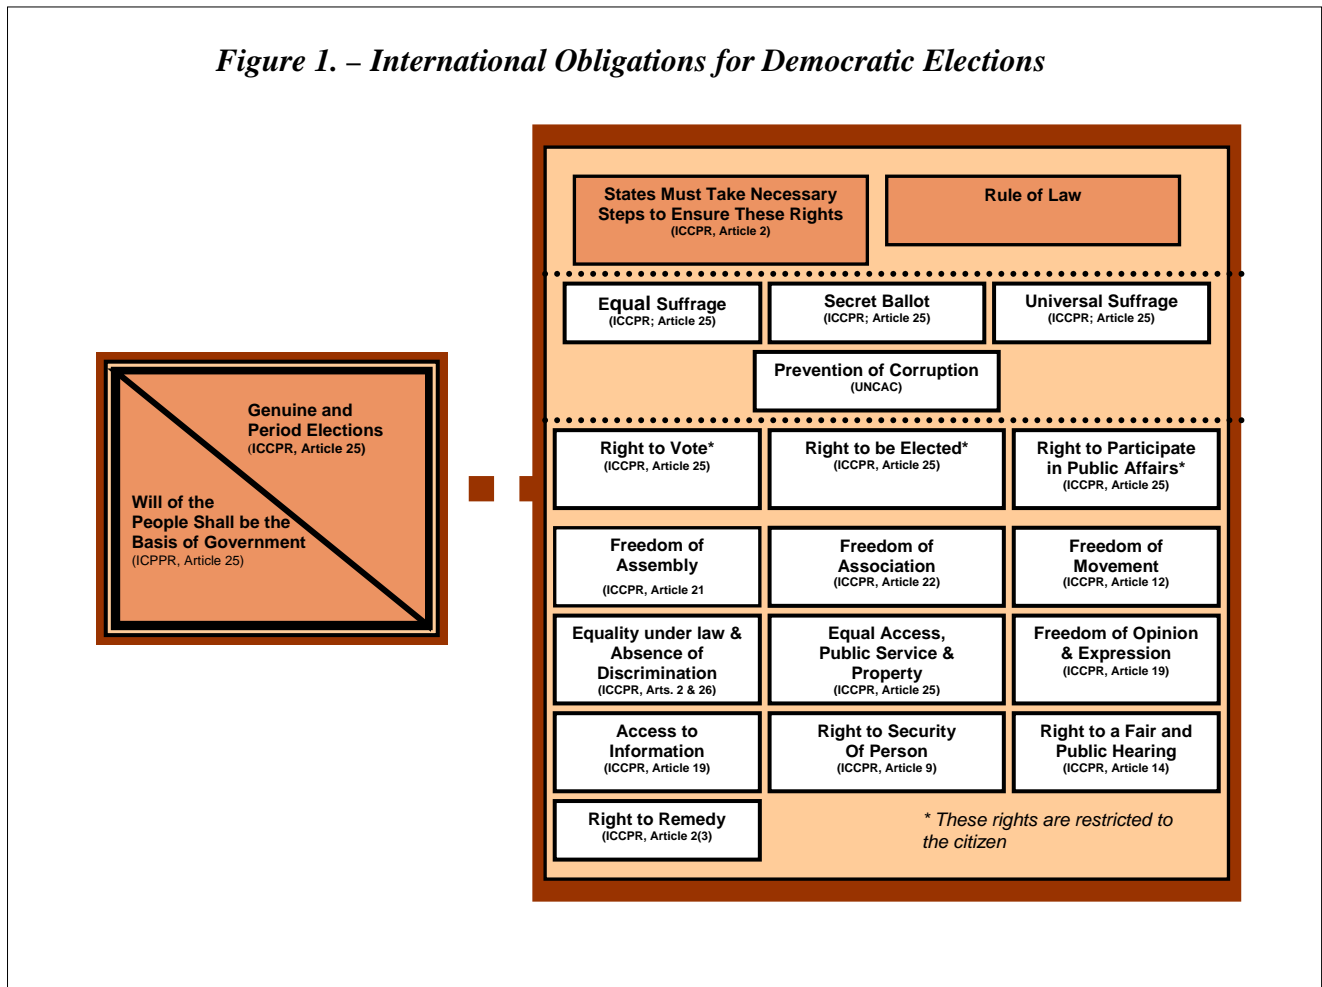 Figure 1. – International Obligations for Democratic Elections
States Must Take Necessary
Steps to Ensure These Rights
(ICCPR, Article 2)
Rule of Law
Equal Suffrage
(ICCPR; Article 25)
Secret Ballot
(ICCPR; Article 25)
Universal Suffrage
(ICCPR; Article 25)
Prevention of Corruption
(UNCAC)
Genuine and
Period Elections
(ICCPR, Article 25)
Will of the
People Shall be the
Basis of Government
(ICPPR, Article 25)
Right to Vote*
(ICCPR, Article 25)
Right to be Elected*
(ICCPR, Article 25)
Right to Participate
in Public Affairs*
(ICCPR, Article 25)
Freedom of
Assembly
(ICCPR, Article 21
Freedom of
Association
(ICCPR, Article 22)
Freedom of
Movement
(ICCPR, Article 12)
Equality under law &
Absence of
Discrimination
(ICCPR, Arts. 2 & 26)
Equal Access,
Public Service &
Property
(ICCPR, Article 25)
Freedom of Opinion
& Expression
(ICCPR, Article 19)
Access to
Information
(ICCPR, Article 19)
Right to Security
Of Person
(ICCPR, Article 9)
Right to a Fair and
Public Hearing
(ICCPR, Article 14)
Right to Remedy
(ICCPR, Article 2(3)
* These rights are restricted to
the citizen